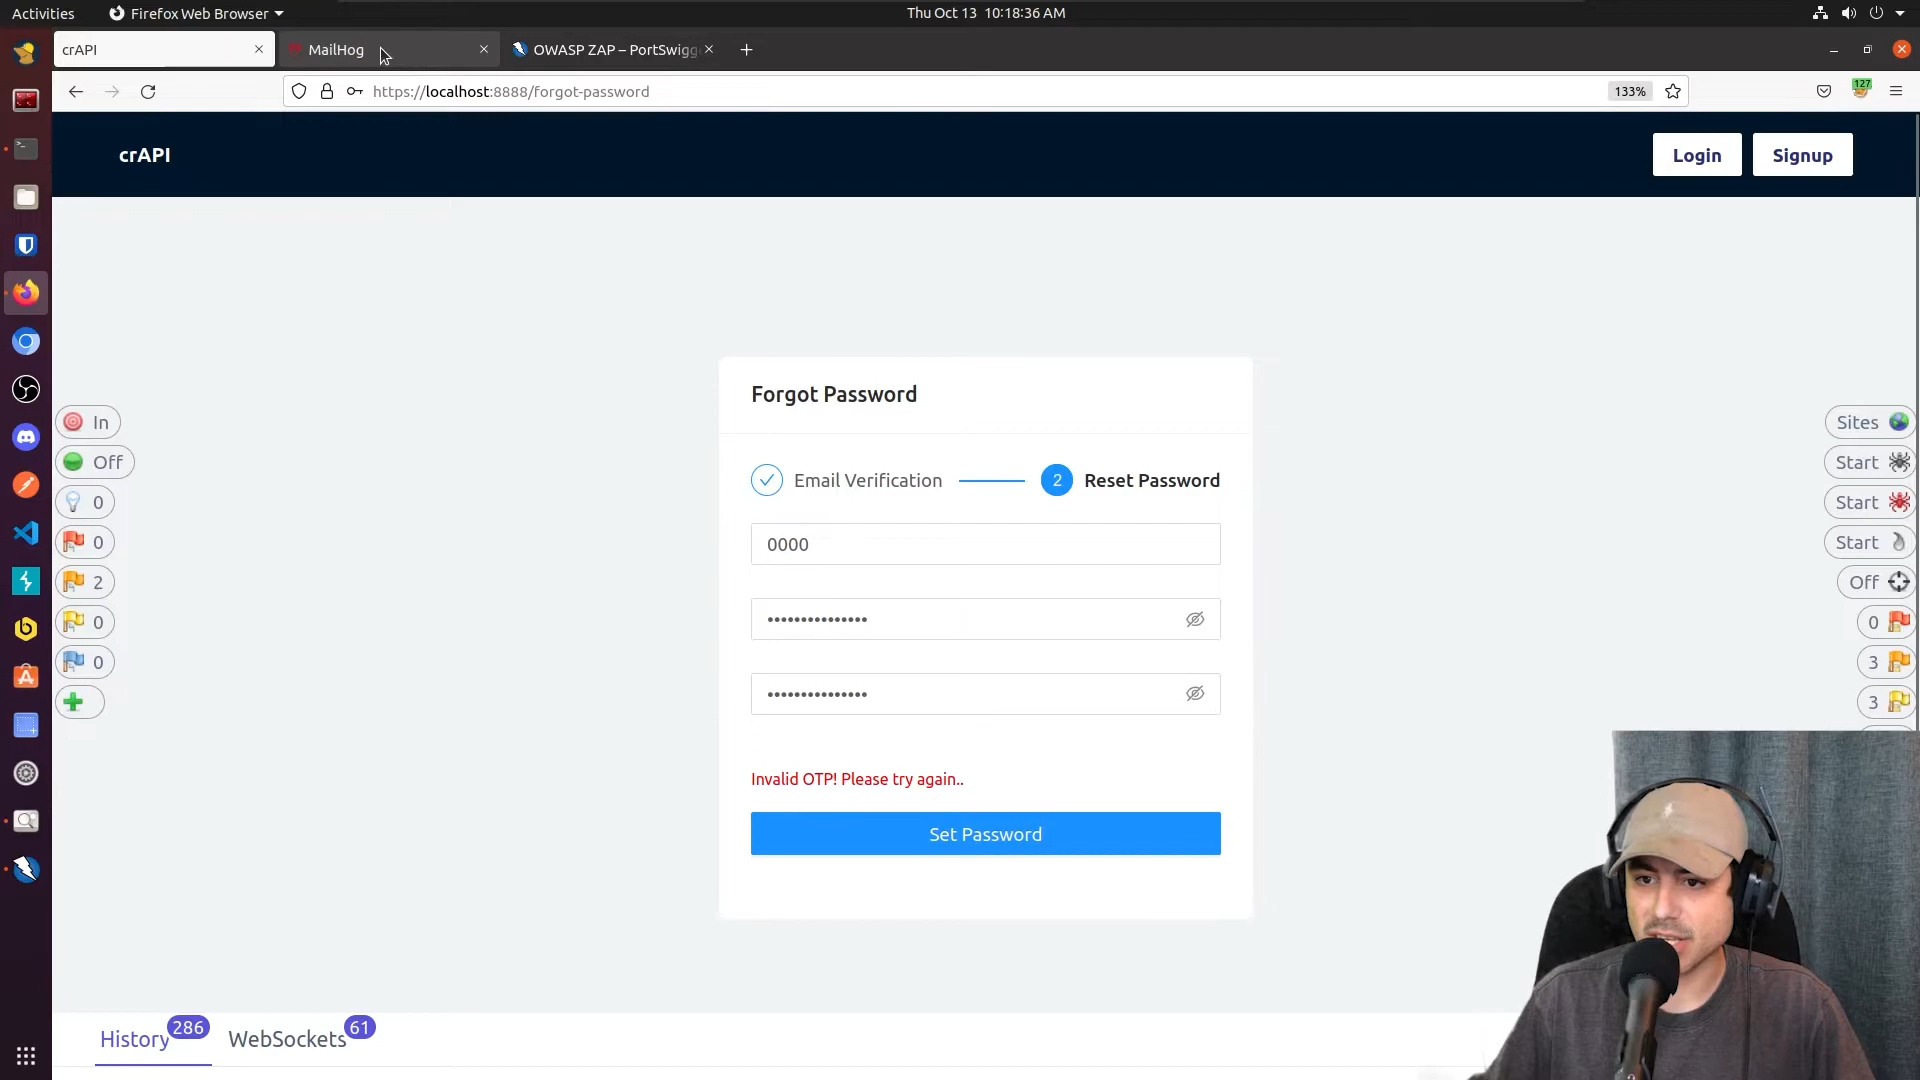 Activities
Firefox Web Browser
Thu Oct 13 10:18:36 AM
crAPI
MailHog
OWASP ZAP – PortSwigg
https://localhost:8888/forgot-password
133%
127
crAPI
Login
Signup
Forgot Password
Email Verification
2
Reset Password
0000
•••••••••••••••
•••••••••••••••
Invalid OTP! Please try again..
Set Password
In
Off
0
0
2
0
0
Sites
Start
Start
Start
Off
0
3
3
History
286
WebSockets
61